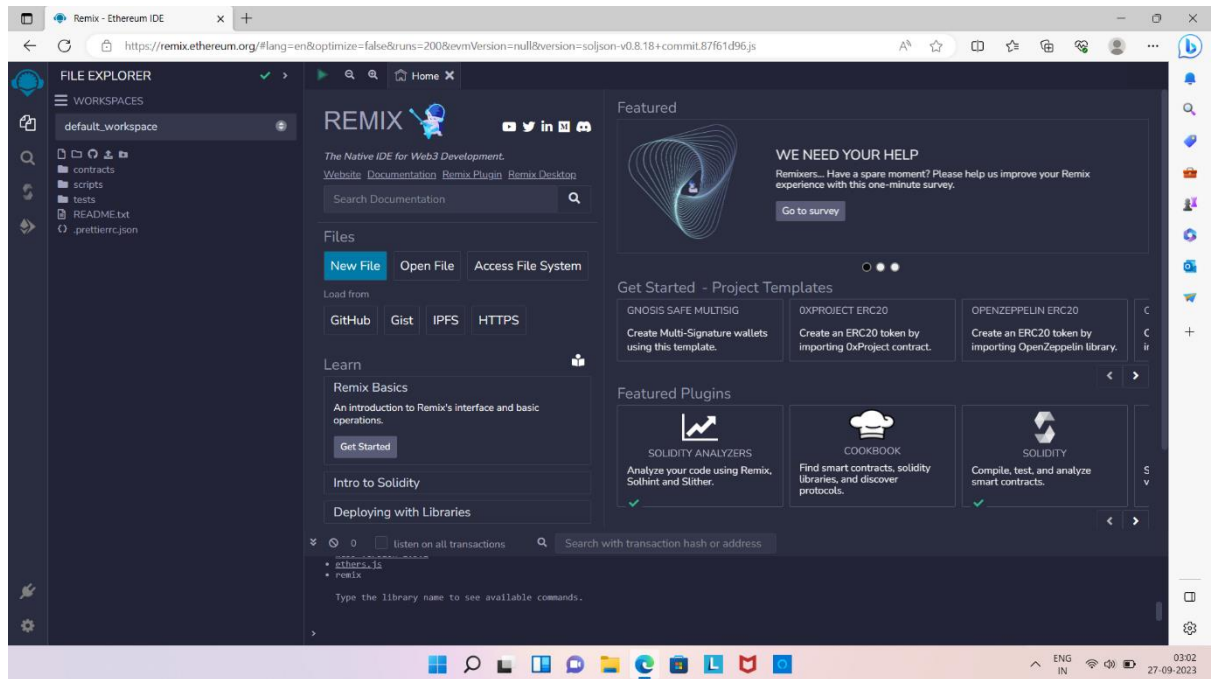 Remix - Ethereum IDE
https://remix.ethereum.org/#lang=en&optimize=false&runs=200&evmVersion=null&version=soljson-v0.8.18+commit.87f61d96.js
FILE EXPLORER
WORKSPACES
default_workspace
contracts
scripts
tests
README.txt
.prettierrc.json
Home
REMIX
The Native IDE for Web3 Development.
Website Documentation Remix Plugin Remix Desktop
Search Documentation
Files
New File Open File Access File System
Load from
GitHub Gist IPFS HTTPS
Learn
Remix Basics
An introduction to Remix's interface and basic
operations.
Get Started
Intro to Solidity
Deploying with Libraries
Featured
WE NEED YOUR HELP
Remixers... Have a spare moment? Please help us improve your Remix
experience with this one-minute survey.
Go to survey
Get Started - Project Templates
GNOSIS SAFE MULTISIG
Create Multi-Signature wallets
using this template.
0XPROJECT ERC20
Create an ERC20 token by
importing 0xProject contract.
OPENZEPPELIN ERC20
Create an ERC20 token by
importing OpenZeppelin library.
Featured Plugins
SOLIDITY ANALYZERS
Analyze your code using Remix,
Solhint and Slither.
COOKBOOK
Find smart contracts, solidity
libraries, and discover
protocols.
SOLIDITY
Compile, test, and analyze
smart contracts.
0 listen on all transactions Search with transaction hash or address
• ethers.js
• remix
Type the library name to see available commands.
>
ENG
IN
03:02
27-09-2023